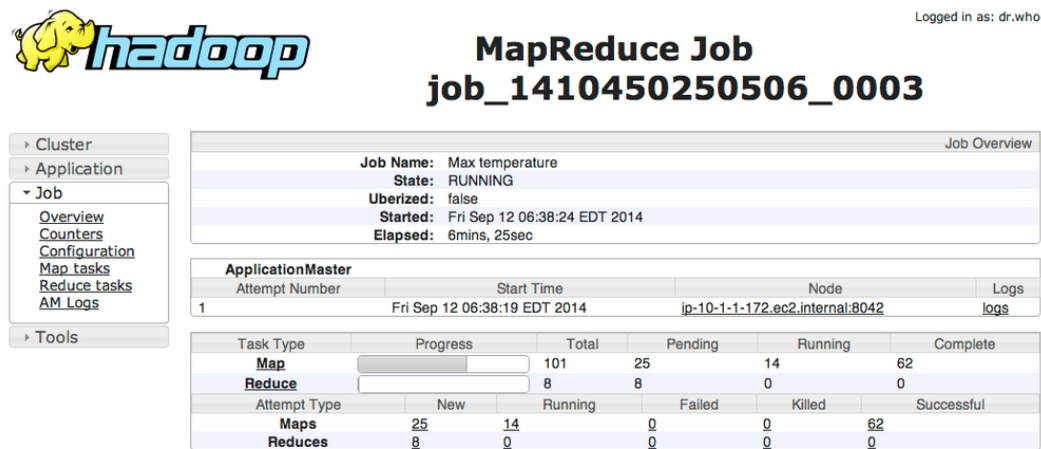 Logged in as: dr.who
hadoop
MapReduce Job
job_1410450250506_0003
Cluster
Application
Job
Overview
Counters
Configuration
Map tasks
Reduce tasks
AM Logs
Tools
Job Overview
Job Name: Max temperature
State: RUNNING
Uberized: false
Started: Fri Sep 12 06:38:24 EDT 2014
Elapsed: 6mins, 25sec
ApplicationMaster
Attempt Number Start Time Node Logs
1 Fri Sep 12 06:38:19 EDT 2014 ip-10-1-1-172.ec2.internal:8042 logs
Task Type Progress Total Pending Running Complete
Map 101 25 14 62
Reduce 8 8 0 0
Attempt Type New Running Failed Killed Successful
Maps 25 14 0 0 62
Reduces 8 0 0 0 0